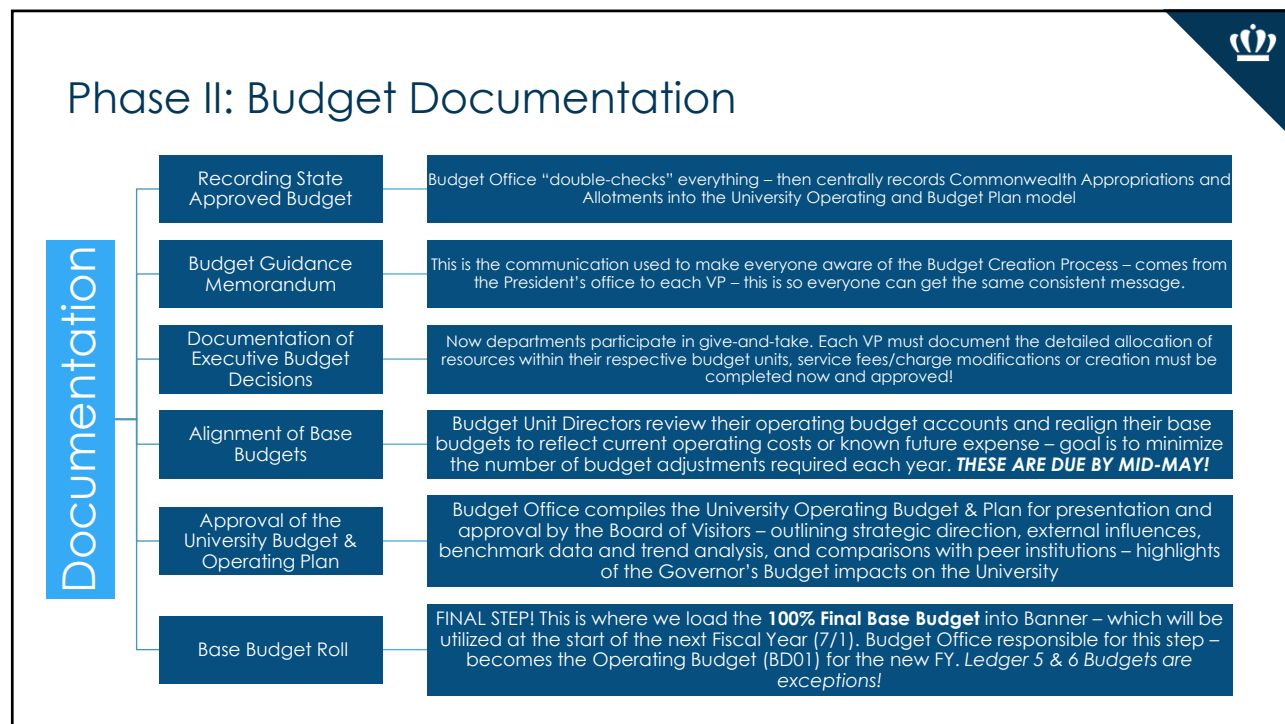 Phase II: Budget Documentation
Documentation
Recording State
Approved Budget
Budget Office “double-checks” everything – then centrally records Commonwealth Appropriations and
Allotments into the University Operating and Budget Plan model
Budget Guidance
Memorandum
This is the communication used to make everyone aware of the Budget Creation Process – comes from
the President’s office to each VP – this is so everyone can get the same consistent message.
Documentation of
Executive Budget
Decisions
Now departments participate in give-and-take. Each VP must document the detailed allocation of
resources within their respective budget units, service fees/charge modifications or creation must be
completed now and approved!
Alignment of Base
Budgets
Budget Unit Directors review their operating budget accounts and realign their base
budgets to reflect current operating costs or known future expense – goal is to minimize
the number of budget adjustments required each year. THESE ARE DUE BY MID-MAY!
Approval of the
University Budget &
Operating Plan
Budget Office compiles the University Operating Budget & Plan for presentation and
approval by the Board of Visitors – outlining strategic direction, external influences,
benchmark data and trend analysis, and comparisons with peer institutions – highlights
of the Governor’s Budget impacts on the University
Base Budget Roll
FINAL STEP! This is where we load the 100% Final Base Budget into Banner – which will be
utilized at the start of the next Fiscal Year (7/1). Budget Office responsible for this step –
becomes the Operating Budget (BD01) for the new FY. Ledger 5 & 6 Budgets are
exceptions!